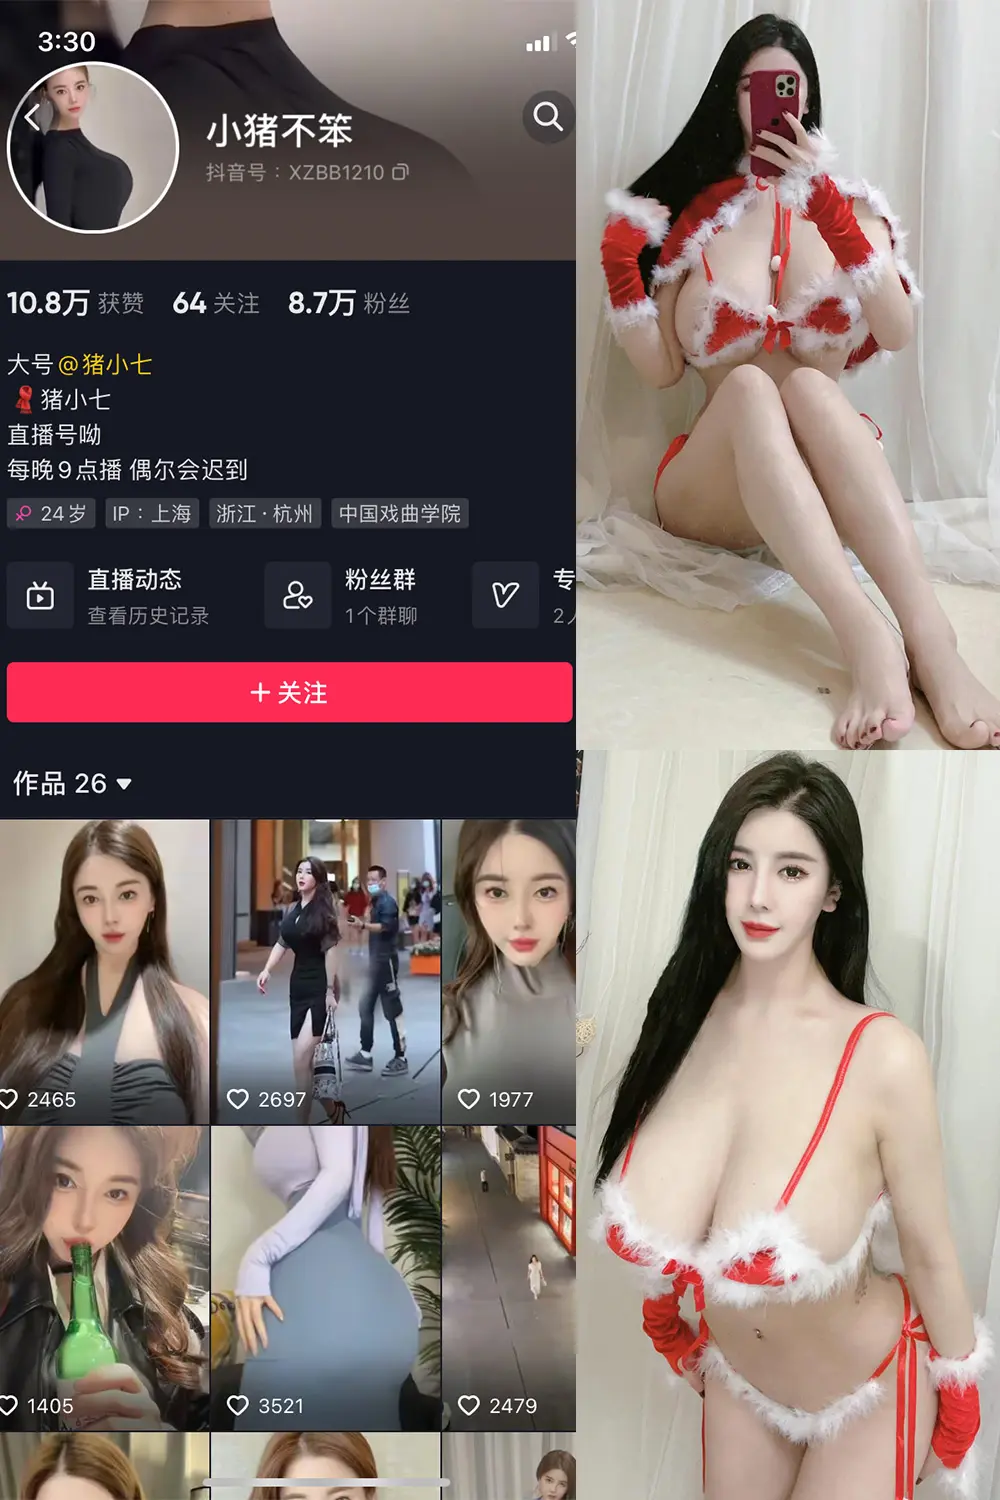 3:30
小猪不笨
抖音号：XZBB1210
10.8万 获赞 64 关注 8.7万 粉丝
大号@猪小七
猪小七
直播号呦
每晚9点播 偶尔会迟到
24岁 IP：上海 浙江·杭州 中国戏曲学院
直播动态 粉丝群 专
查看历史记录 1个群聊 2
+ 关注
作品 26
2465 2697 1977
1405 3521 2479